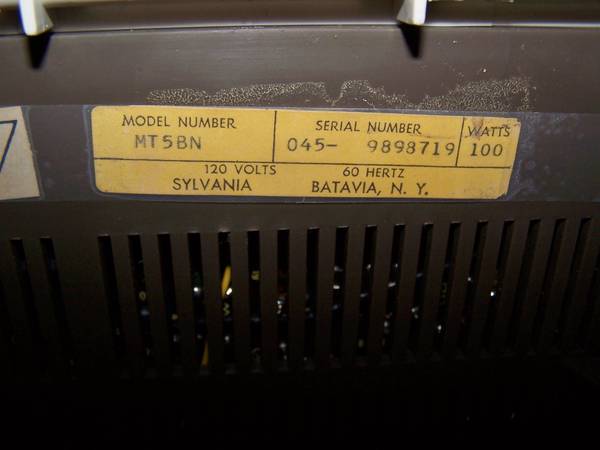 MODEL NUMBER SERIAL NUMBER WATTS
MT5BN 045- 9898719 100
120 VOLTS 60 HERTZ
SYLVANIA BATAVIA, N. Y.